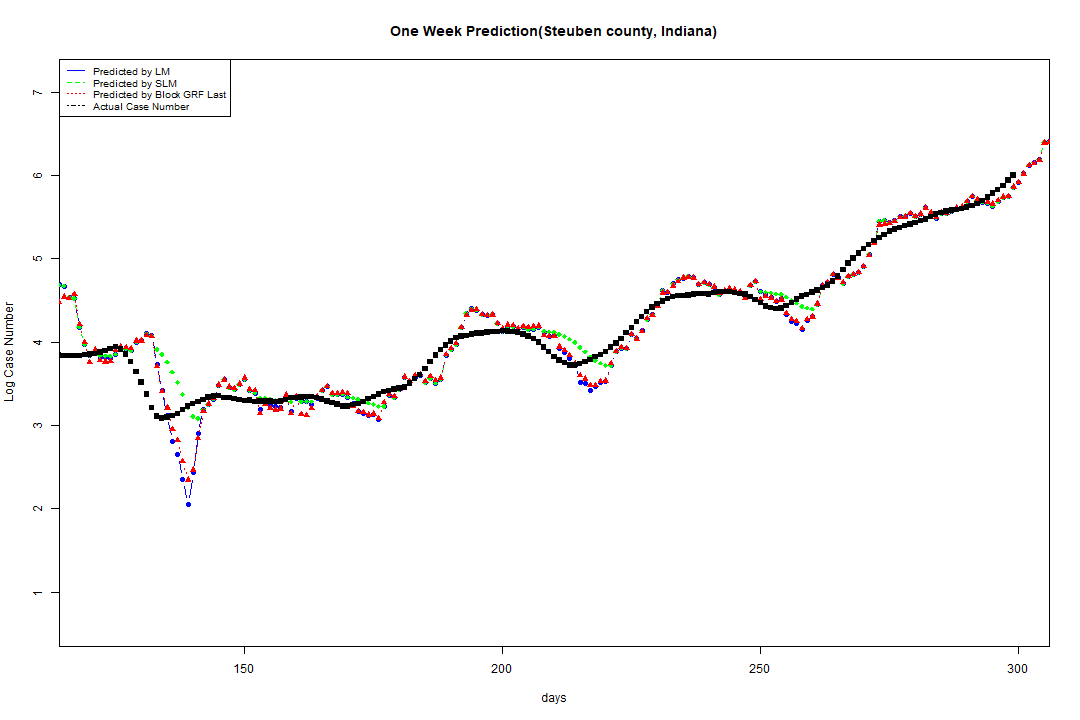 One Week Prediction(Steuben county, Indiana)
Predicted by LM
Predicted by SLM
Predicted by Block GRF Last
Actual Case Number
7
6
5
4
3
2
1
Log Case Number
150 200 250 300
days